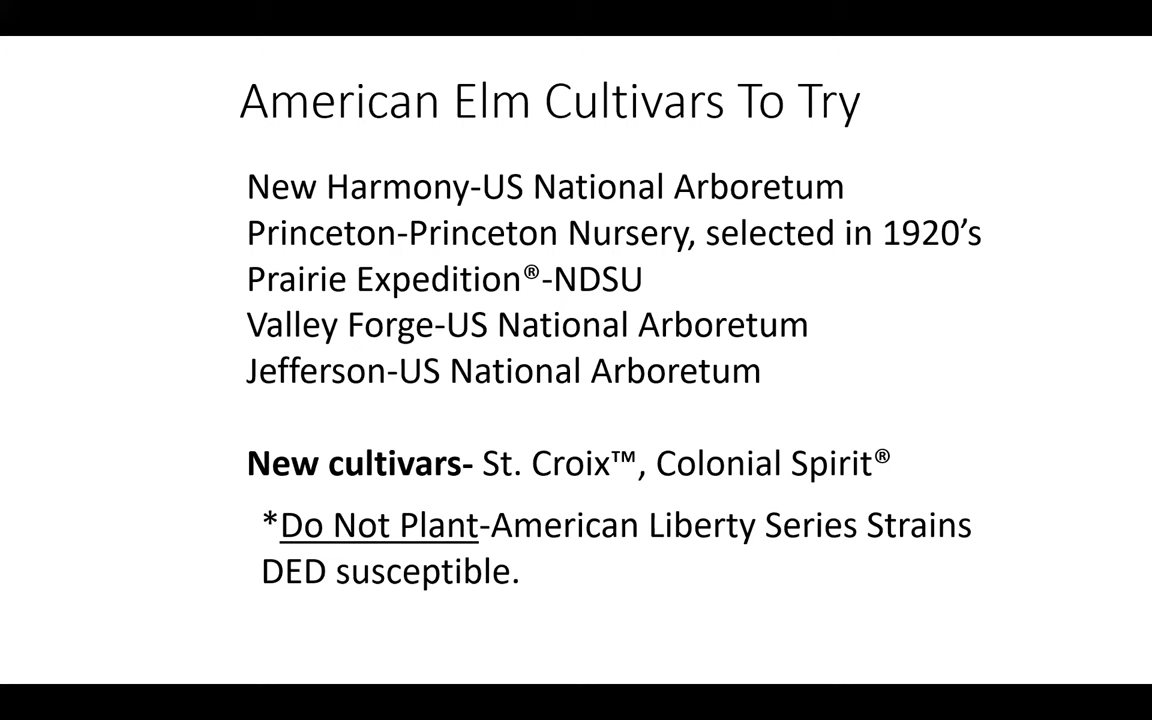 American Elm Cultivars To Try
New Harmony-US National Arboretum
Princeton-Princeton Nursery, selected in 1920’s
Prairie Expedition®-NDSU
Valley Forge-US National Arboretum
Jefferson-US National Arboretum
New cultivars- St. Croix™, Colonial Spirit®
*Do Not Plant-American Liberty Series Strains
DED susceptible.